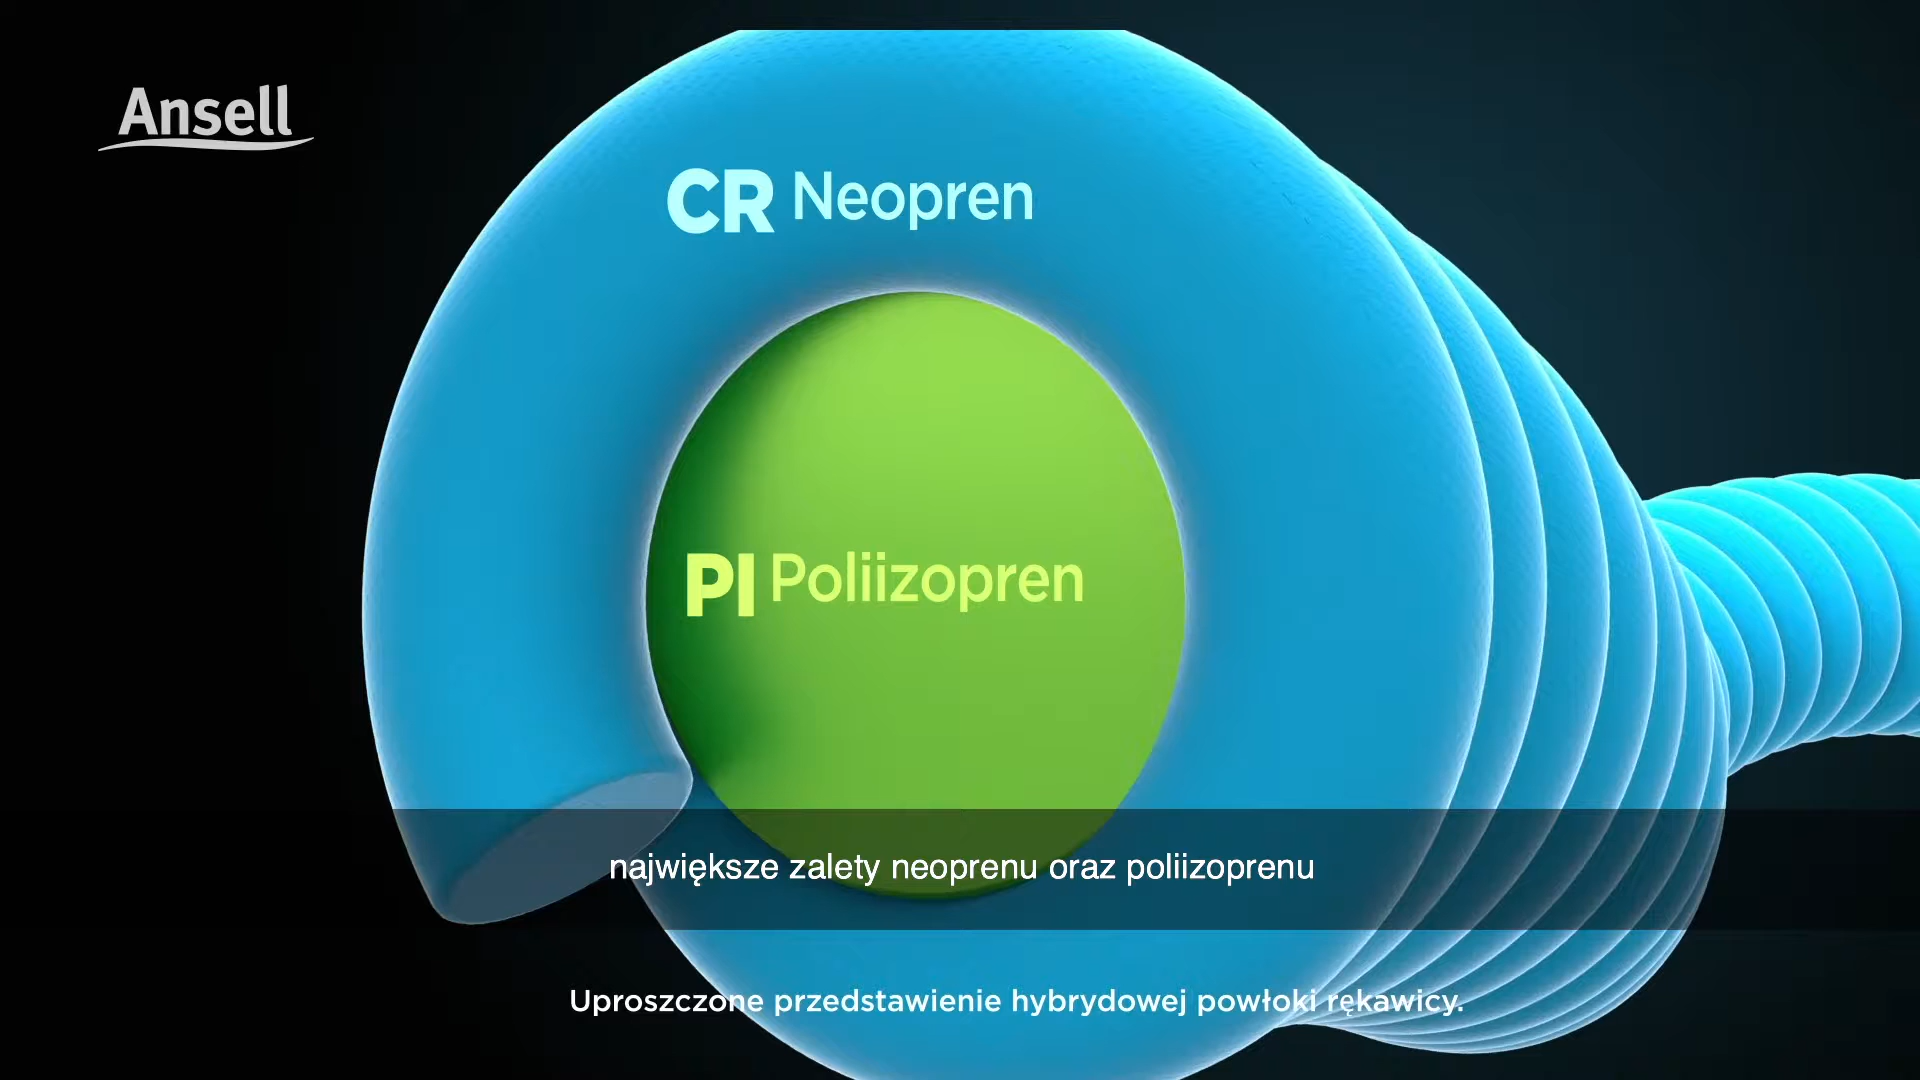 Ansell
CR Neopren
PI Poliizopren
największe zalety neoprenu oraz poliizoprenu
Uproszczone przedstawienie hybrydowej powłoki rękawicy.